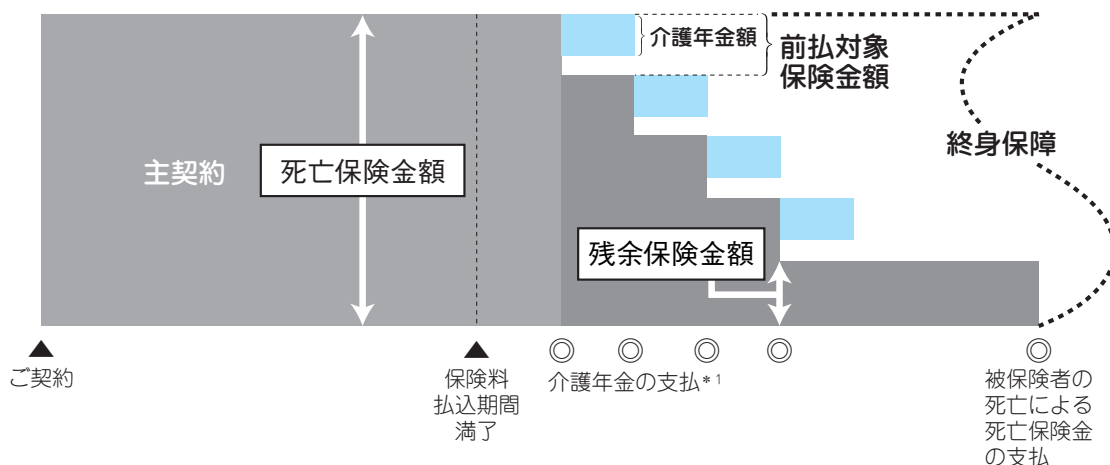 介護年金額
前払対象
保険金額
終身保障
主契約
死亡保険金額
残余保険金額
▲
▲
◎
◎
◎
◎
◎
ご契約
保険料
払込期間
満了
介護年金の支払*1
被保険者の
死亡による
死亡保険金
の支払